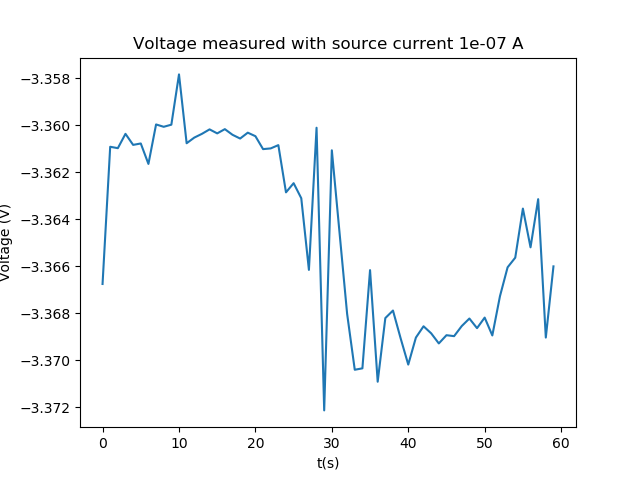 Voltage measured with source current 1e-07 A
−3.358
−3.360
−3.362
−3.364
−3.366
−3.368
−3.370
−3.372
Voltage (V)
0 10 20 30 40 50 60
t(s)